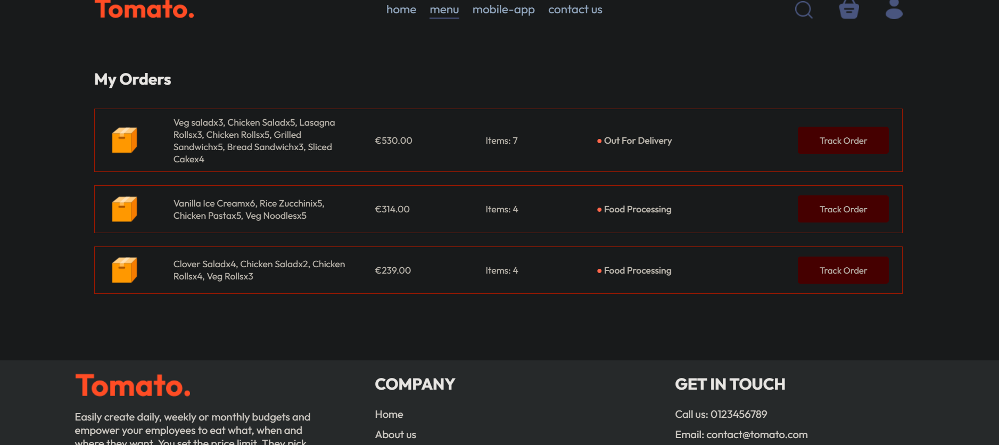 Tomato.
home menu mobile-app contact us
My Orders
Veg saladx3, Chicken Saladx5, Lasagna
Rollsx3, Chicken Rollsx5, Grilled
Sandwichx5, Bread Sandwichx3, Sliced
Cakex4
€530.00
Items: 7
Out For Delivery
Track Order
Vanilla Ice Creamx6, Rice Zucchinix5,
Chicken Pastax5, Veg Noodlesx5
€314.00
Items: 4
Food Processing
Track Order
Clover Saladx4, Chicken Saladx2, Chicken
Rollsx4, Veg Rollsx3
€239.00
Items: 4
Food Processing
Track Order
Tomato.
Easily create daily, weekly or monthly budgets and
empower your employees to eat what, when and
where they want. You set the price limit. They pick
COMPANY
Home
About us
GET IN TOUCH
Call us: 0123456789
Email: contact@tomato.com